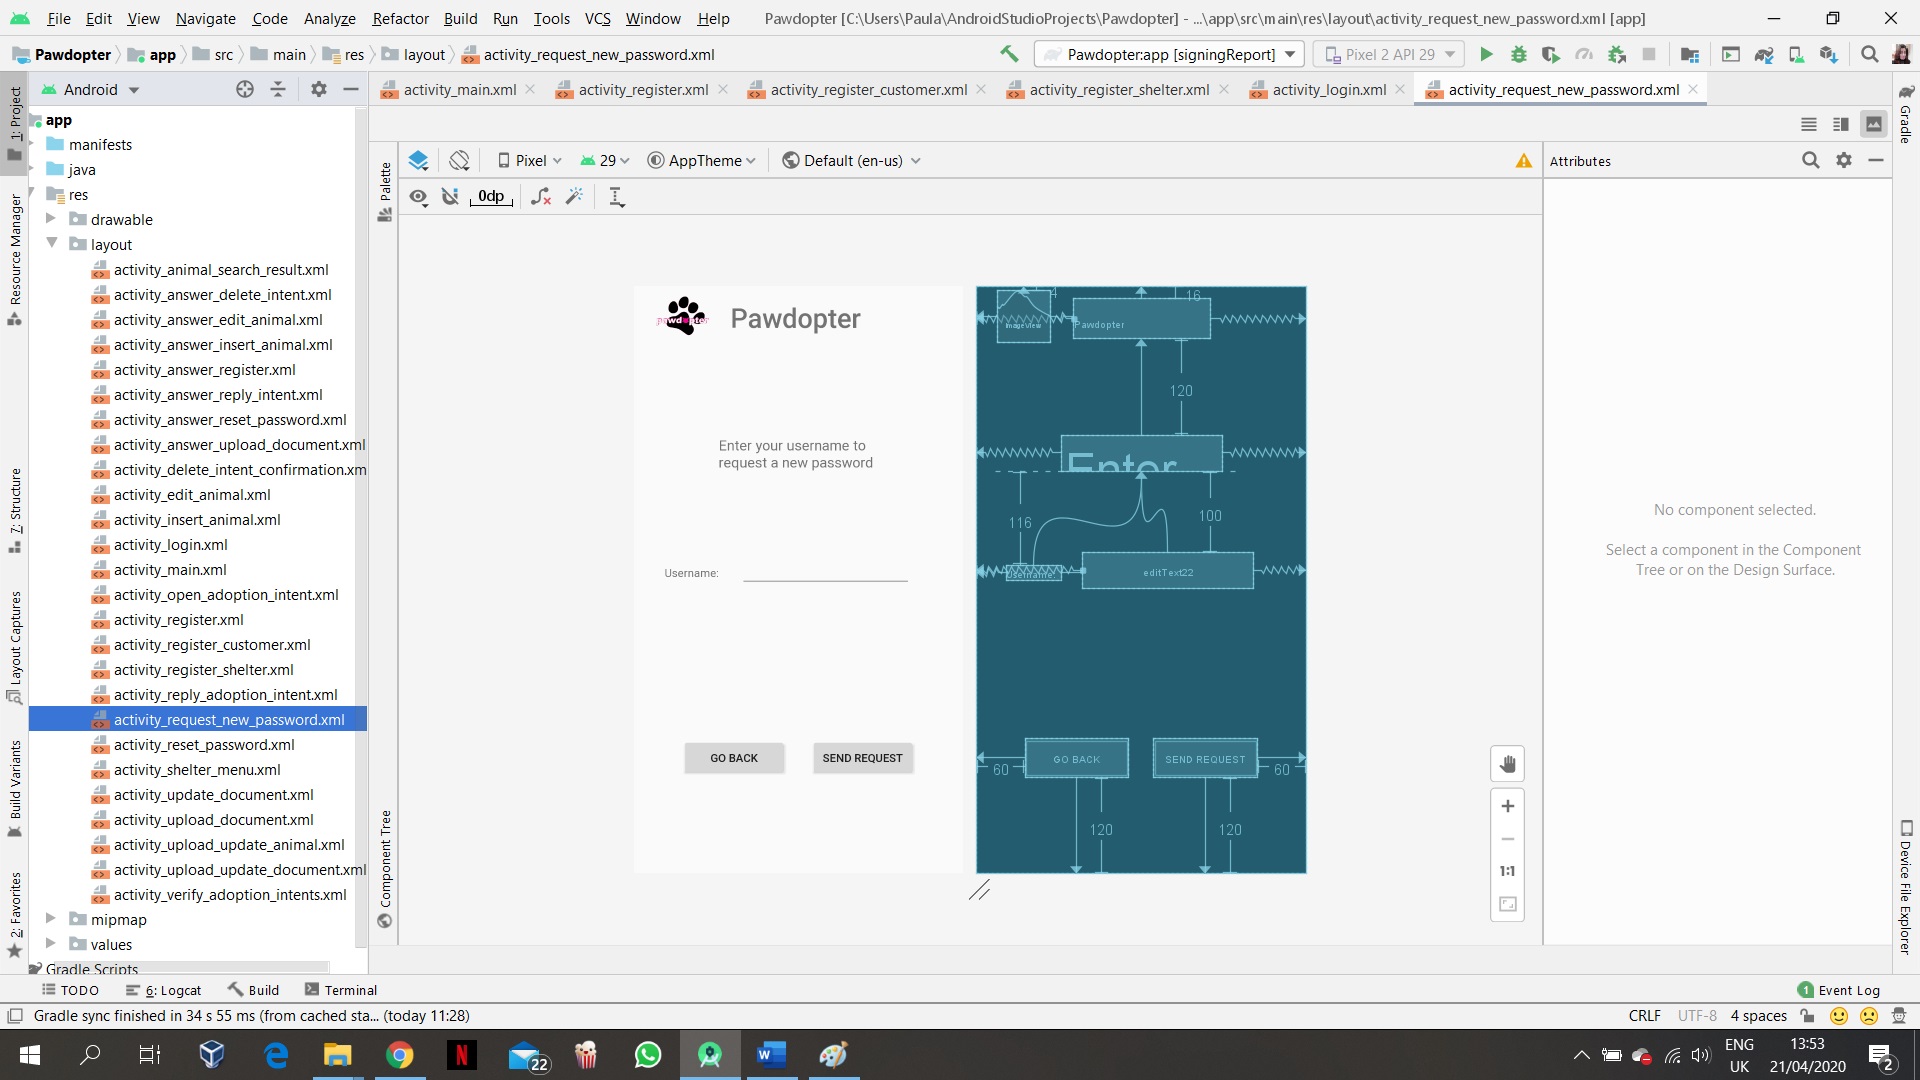 File Edit View Navigate Code Analyze Refactor Build Run Tools VCS Window Help Pawdopter [C:\Users\Paula\AndroidStudioProjects\Pawdopter] - ...\app\src\main\res\layout\activity_request_new_password.xml [app]
Pawdopter app src main res layout activity_request_new_password.xml Pawdopter:app [signingReport] Pixel 2 API 29
1: Project
Resource Manager
7: Structure
Layout Captures
Build Variants
2: Favorites
Android
app
manifests
java
res
drawable
layout
activity_animal_search_result.xml
activity_answer_delete_intent.xml
activity_answer_edit_animal.xml
activity_answer_insert_animal.xml
activity_answer_register.xml
activity_answer_reply_intent.xml
activity_answer_reset_password.xml
activity_answer_upload_document.xml
activity_delete_intent_confirmation.xm
activity_edit_animal.xml
activity_insert_animal.xml
activity_login.xml
activity_main.xml
activity_open_adoption_intent.xml
activity_register.xml
activity_register_customer.xml
activity_register_shelter.xml
activity_reply_adoption_intent.xml
activity_request_new_password.xml
activity_reset_password.xml
activity_shelter_menu.xml
activity_update_document.xml
activity_upload_document.xml
activity_upload_update_animal.xml
activity_upload_update_document.xml
activity_verify_adoption_intents.xml
mipmap
values
Gradle Scripts
activity_main.xml activity_register.xml activity_register_customer.xml activity_register_shelter.xml activity_login.xml activity_request_new_password.xml
Palette
Component Tree
Pixel 29 AppTheme Default (en-us)
0dp
pawdopter
Pawdopter
Enter your username to
request a new password
Username:
GO BACK SEND REQUEST
4 16
ImageView Pawdopter
120
Enter
116 100
Username: editText22
GO BACK SEND REQUEST
60 60
120 120
1:1
Attributes
No component selected.
Select a component in the Component
Tree or on the Design Surface.
Gradle
Device File Explorer
TODO 6: Logcat Build Terminal 1 Event Log
Gradle sync finished in 34 s 55 ms (from cached sta... (today 11:28) CRLF UTF-8 4 spaces
22
ENG
UK
13:53
21/04/2020
2